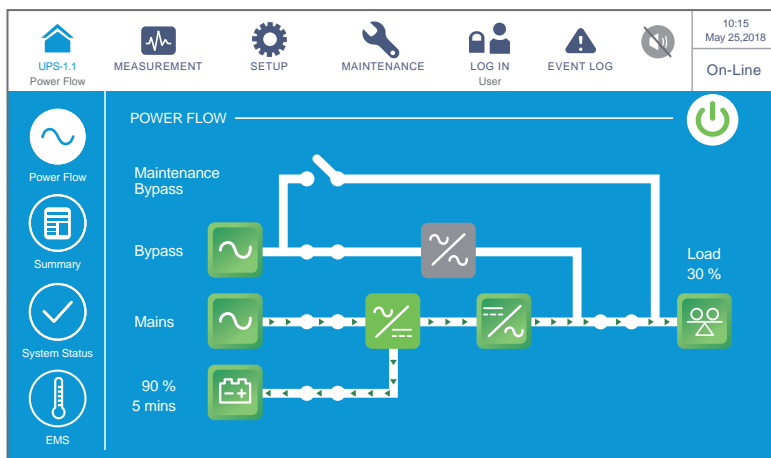 UPS-1.1
Power Flow
MEASUREMENT
SETUP
MAINTENANCE
LOG IN
User
EVENT LOG
10:15
May 25,2018
On-Line
Power Flow
Summary
System Status
EMS
POWER FLOW
Maintenance
Bypass
Bypass
Mains
90 %
5 mins
Load
30 %